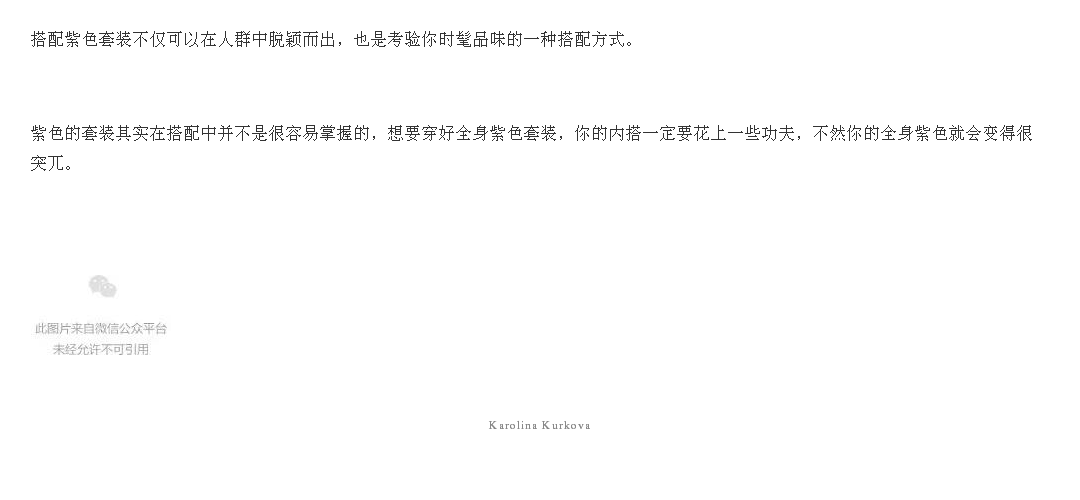 搭配紫色套装不仅可以在人群中脱颖而出，也是考验你时髦品味的一种搭配方式。
紫色的套装其实在搭配中并不是很容易掌握的，想要穿好全身紫色套装，你的内搭一定要花上一些功夫，不然你的全身紫色就会变得很
突兀。
此图片来自微信公众平台
未经允许不可引用
Karolina Kurkova